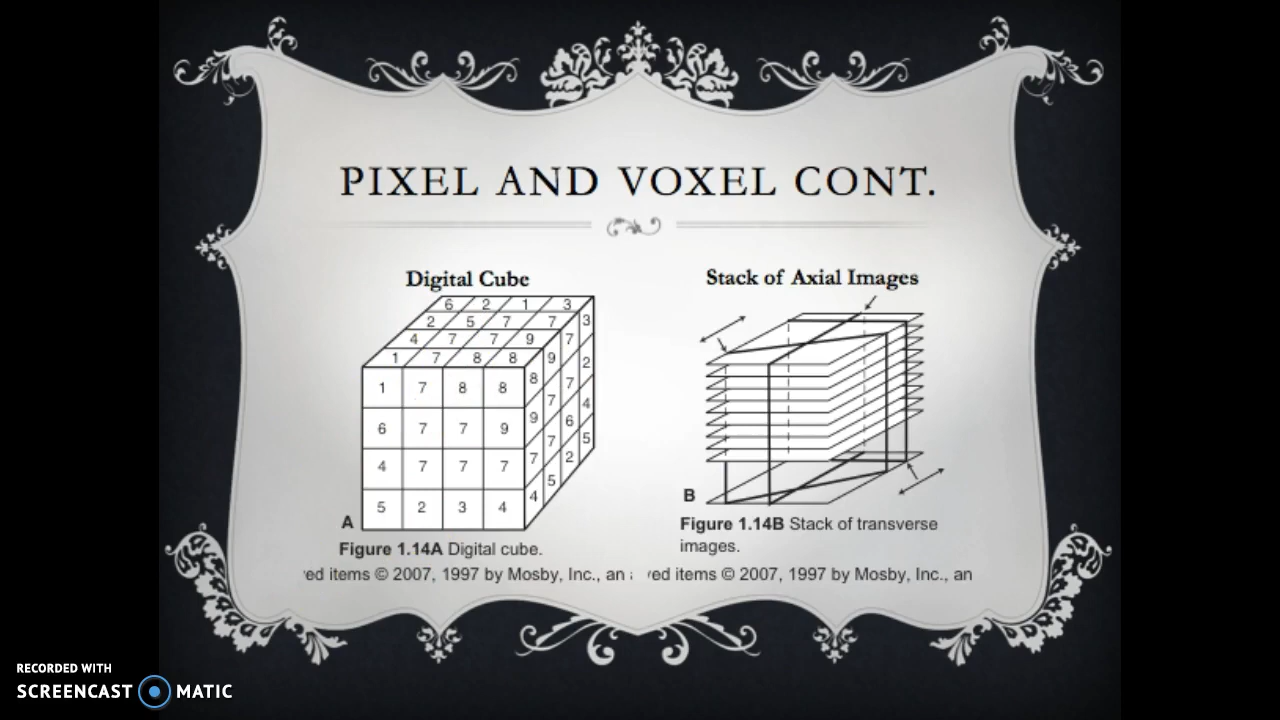 PIXEL AND VOXEL CONT.
Digital Cube
6 2 1 3
2 5 7 7 3
4 7 7 9 7
1 7 8 8 9 2
1 7 8 8 8 7
6 7 7 9 9 7 6 4
4 7 7 7 7 7 2 5
5 2 3 4 4 5
A
Figure 1.14A Digital cube.
ved items © 2007, 1997 by Mosby, Inc., an
Stack of Axial Images
B
Figure 1.14B Stack of transverse
images.
ved items © 2007, 1997 by Mosby, Inc., an
RECORDED WITH
SCREENCAST MATIC